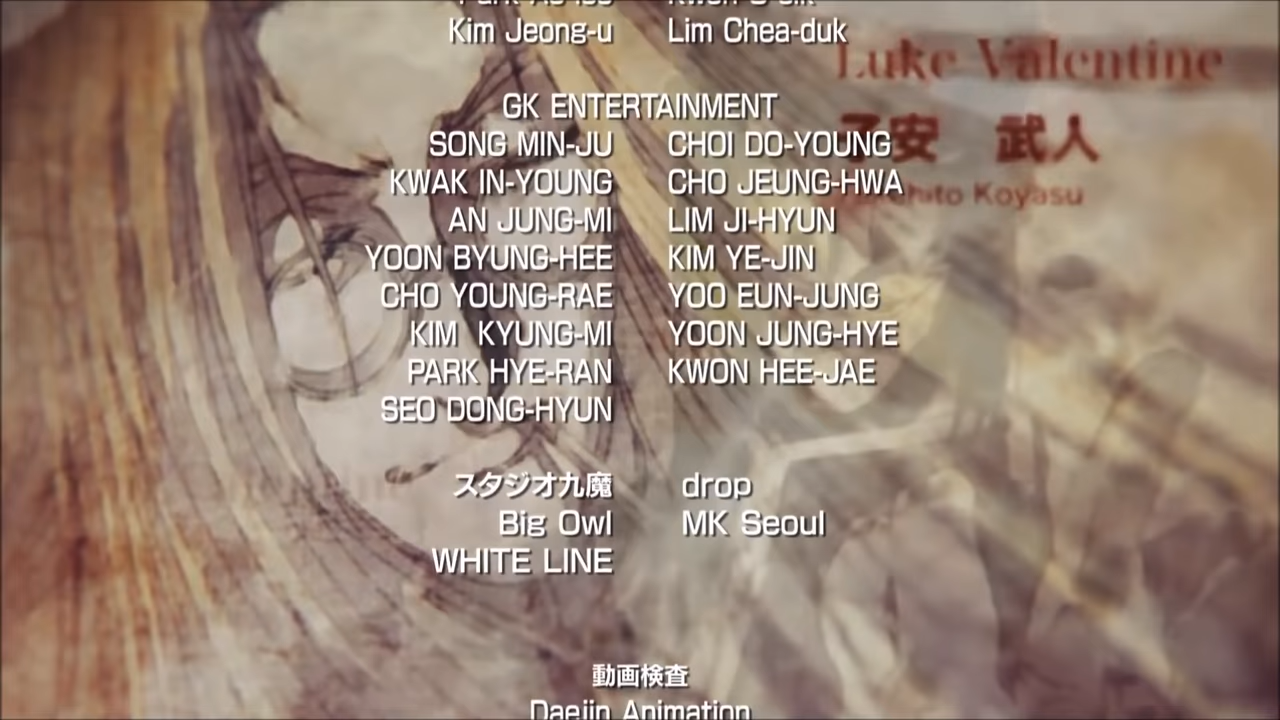 Kim Jeong-u Lim Chea-duk
Luke Valentine
GK ENTERTAINMENT
SONG MIN-JU CHOI DO-YOUNG
子安 武人
KWAK IN-YOUNG CHO JEUNG-HWA
Koyasu
AN JUNG-MI LIM JI-HYUN
YOON BYUNG-HEE KIM YE-JIN
CHO YOUNG-RAE YOO EUN-JUNG
KIM KYUNG-MI YOON JUNG-HYE
PARK HYE-RAN KWON HEE-JAE
SEO DONG-HYUN
スタジオ九魔 drop
Big Owl MK Seoul
WHITE LINE
動画検査
Daejin Animation